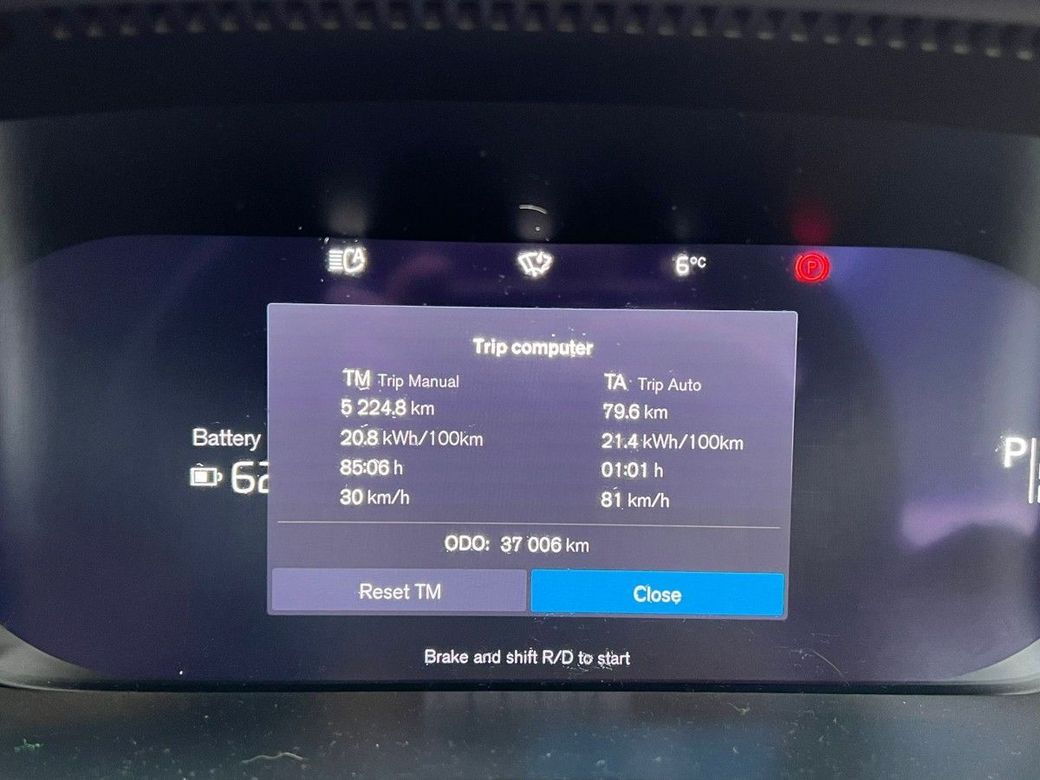 A
6°C
P
Trip computer
TM Trip Manual
TA Trip Auto
5 224.8 km
79.6 km
20.8 kWh/100km
21.4 kWh/100km
85:06 h
01:01 h
30 km/h
81 km/h
Battery
62
P
ODO: 37 006 km
Reset TM
Close
Brake and shift R/D to start